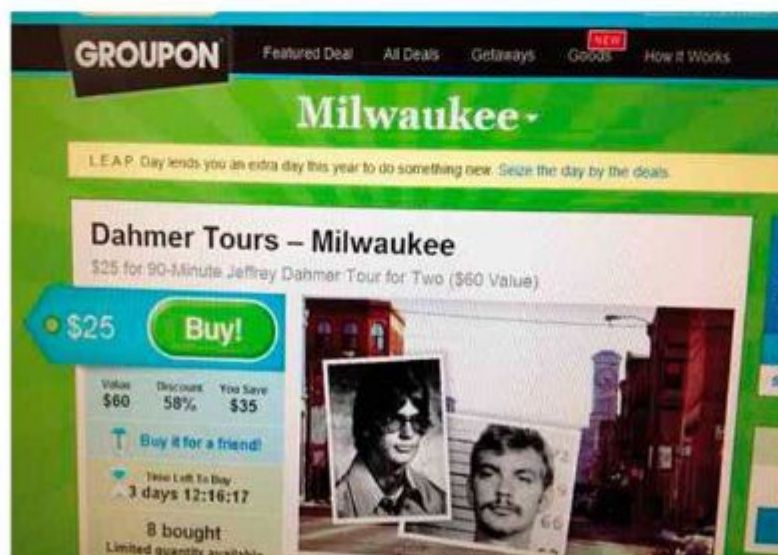 GROUPON
Featured Deal All Deals Getaways Goods How It Works
NEW
Milwaukee
L.E.A.P. Day lends you an extra day this year to do something new. Seize the day by the deals.
Dahmer Tours – Milwaukee
$25 for 90-Minute Jeffrey Dahmer Tour for Two ($60 Value)
$25 Buy!
Value Discount You Save
$60 58% $35
Buy it for a friend!
Time Left To Buy
3 days 12:16:17
8 bought
Limited quantity available